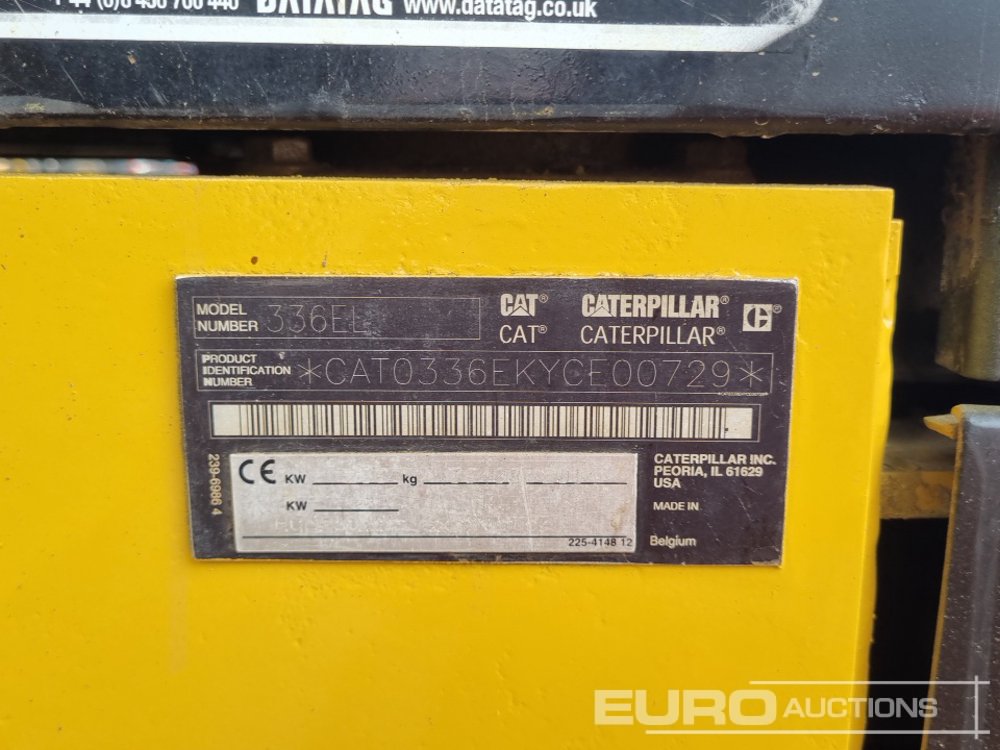 DATATAG www.datatag.co.uk
MODEL NUMBER 336EL
CAT® CATERPILLAR®
CAT® CATERPILLAR®
PRODUCT IDENTIFICATION NUMBER *CAT0336EKYCE00729*
239-6986 4
CE KW kg
KW
225-4148 12
CATERPILLAR INC.
PEORIA, IL 61629
USA
MADE IN
Belgium
EURO AUCTIONS